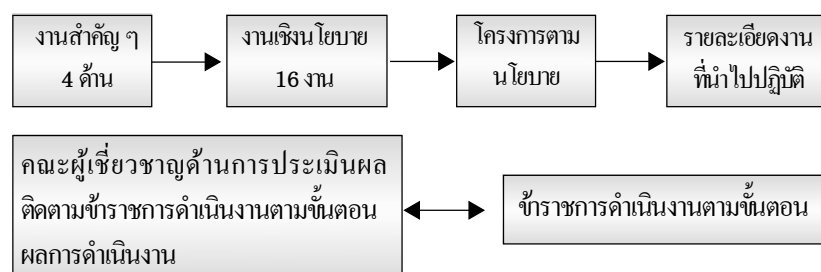 งานสำคัญ ๆ
4 ด้าน
งานเชิงนโยบาย
16 งาน
โครงการตาม
นโยบาย
รายละเอียดงาน
ที่นำไปปฏิบัติ
คณะผู้เชี่ยวชาญด้านการประเมินผล
ติดตามข้าราชการดำเนินงานตามขั้นตอน
ผลการดำเนินงาน
ข้าราชการดำเนินงานตามขั้นตอน